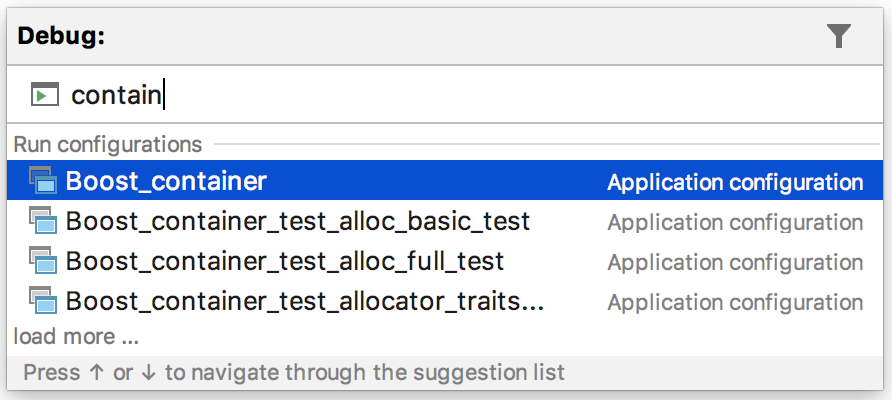 Debug:
contain
Run configurations
Boost_container Application configuration
Boost_container_test_alloc_basic_test Application configuration
Boost_container_test_alloc_full_test Application configuration
Boost_container_test_allocator_traits... Application configuration
load more ...
Press ↑ or ↓ to navigate through the suggestion list